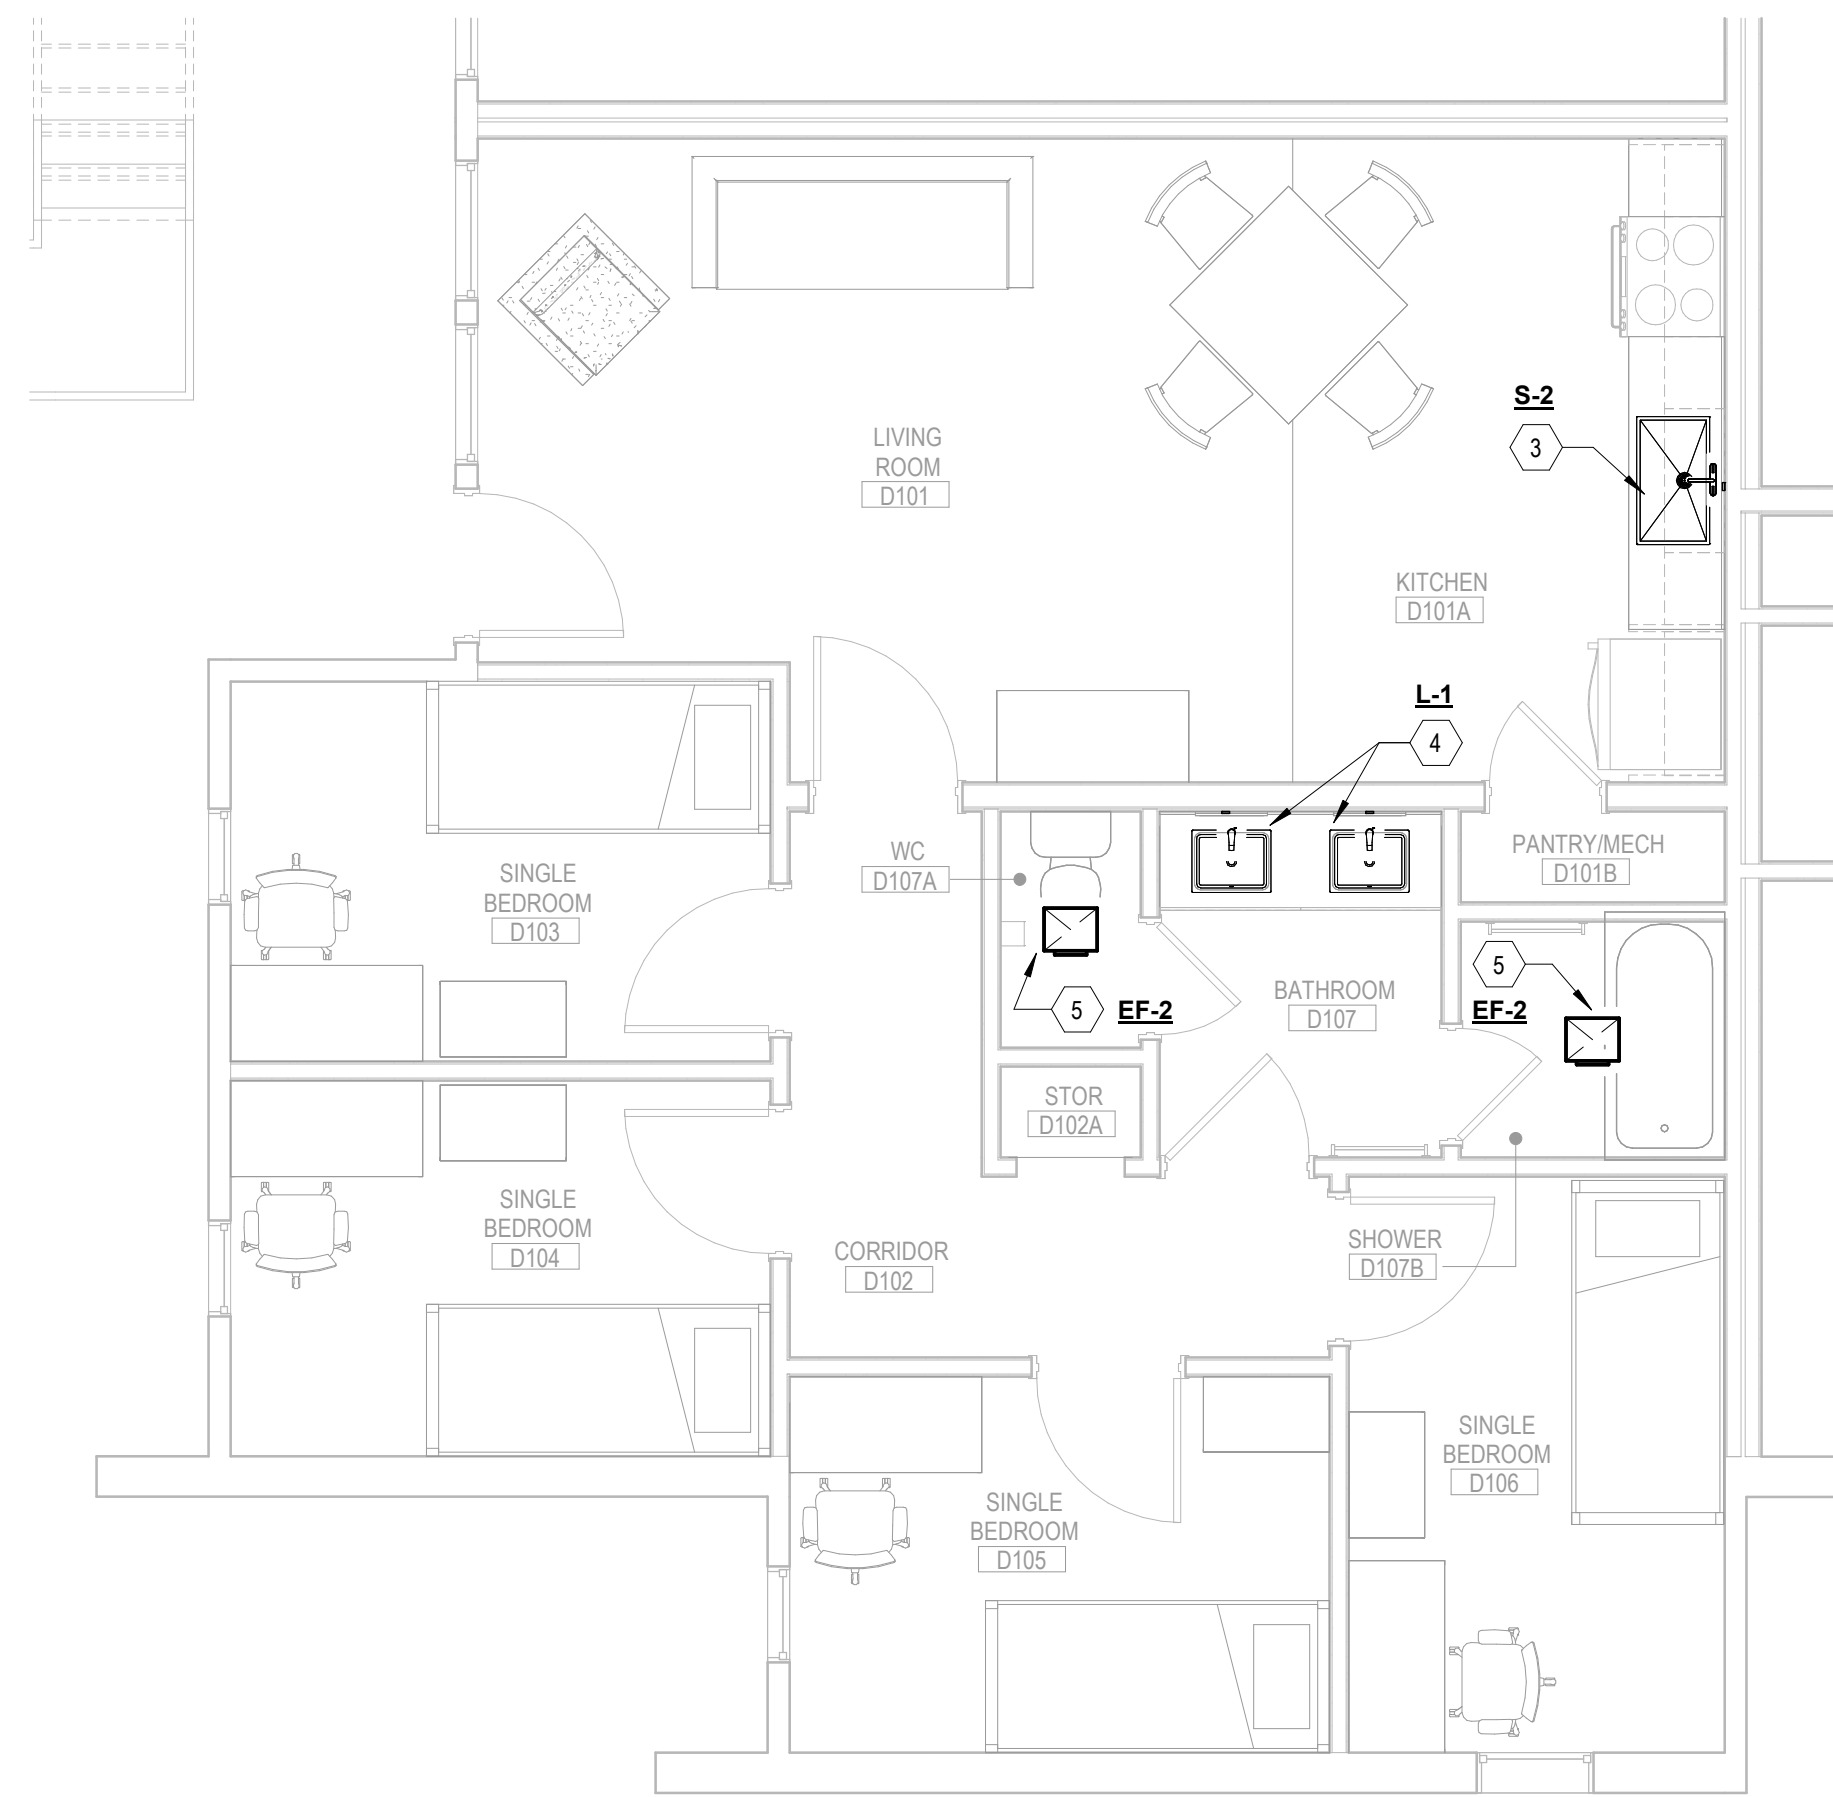 S-2
3
LIVING
ROOM
D101
KITCHEN
D101A
L-1
4
WC
D107A
PANTRY/MECH
D101B
SINGLE
BEDROOM
D103
5
EF-2
BATHROOM
D107
5
EF-2
STOR
D102A
SINGLE
BEDROOM
D104
CORRIDOR
D102
SHOWER
D107B
SINGLE
BEDROOM
D106
SINGLE
BEDROOM
D105